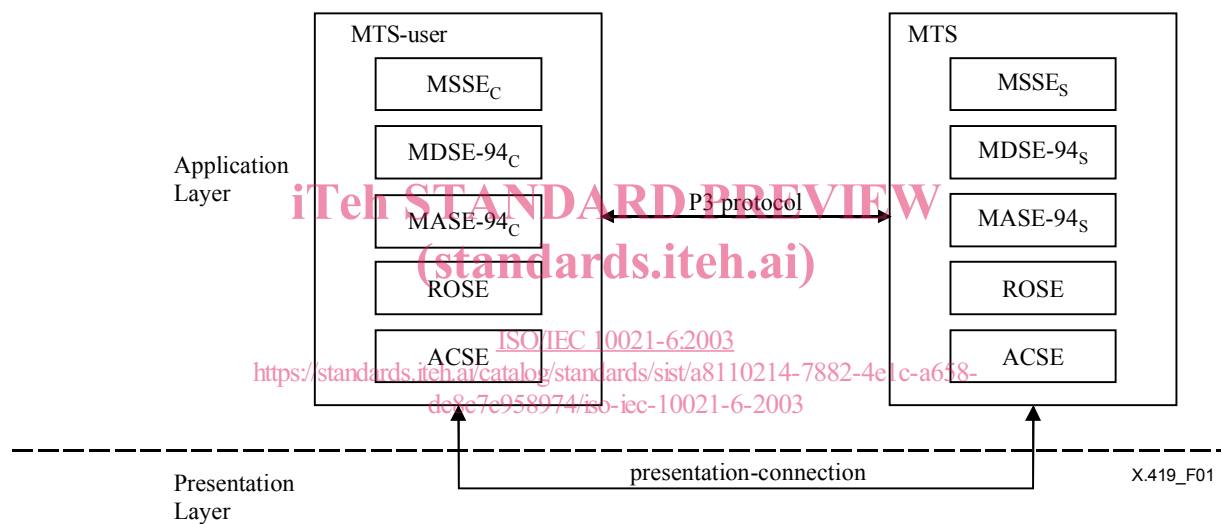 MTS-user
MTS
MSSEC
MSSES
MDSE-94C
MDSE-94S
Application
Layer
iTeh STANDARD PREVIEW
P3 protocol
MASE-94C
MASE-94S
(standards.iteh.ai)
ROSE
ROSE
ISO/IEC 10021-6:2003
ACSE
ACSE
https://standards.iteh.ai/catalog/standards/sist/a8110214-7882-4e1c-a658-
dc8c7c958974/iso-iec-10021-6-2003
presentation-connection
X.419_F01
Presentation
Layer